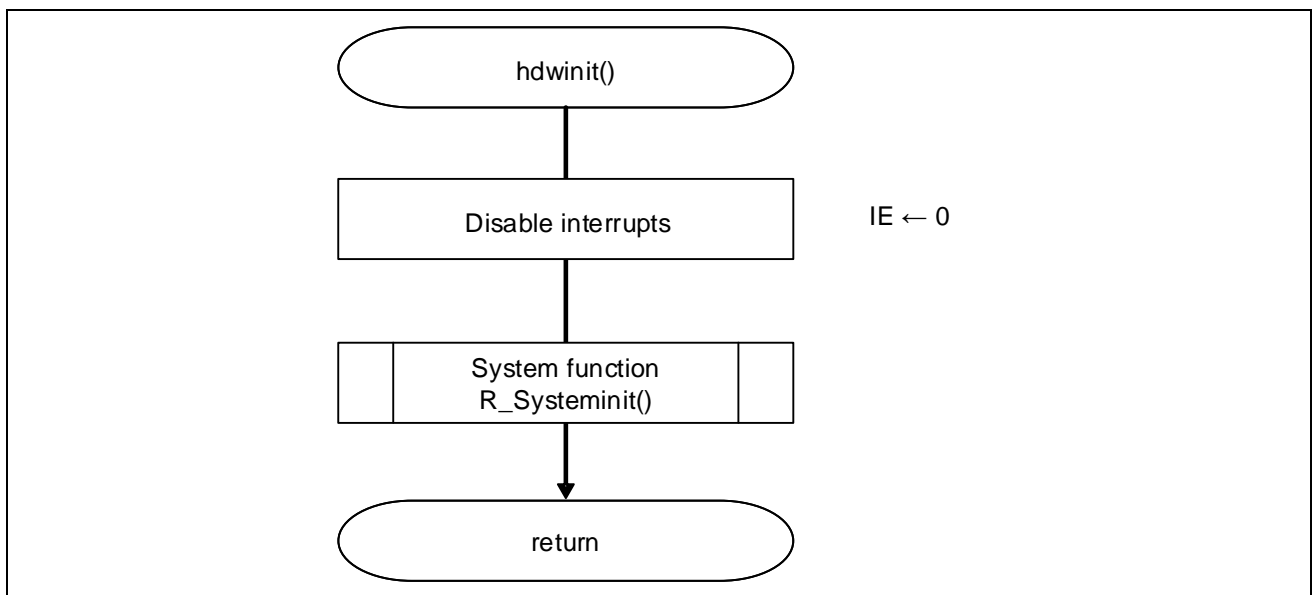 hdwinit()
Disable interrupts
IE ← 0
System function
R_Systeminit()
return